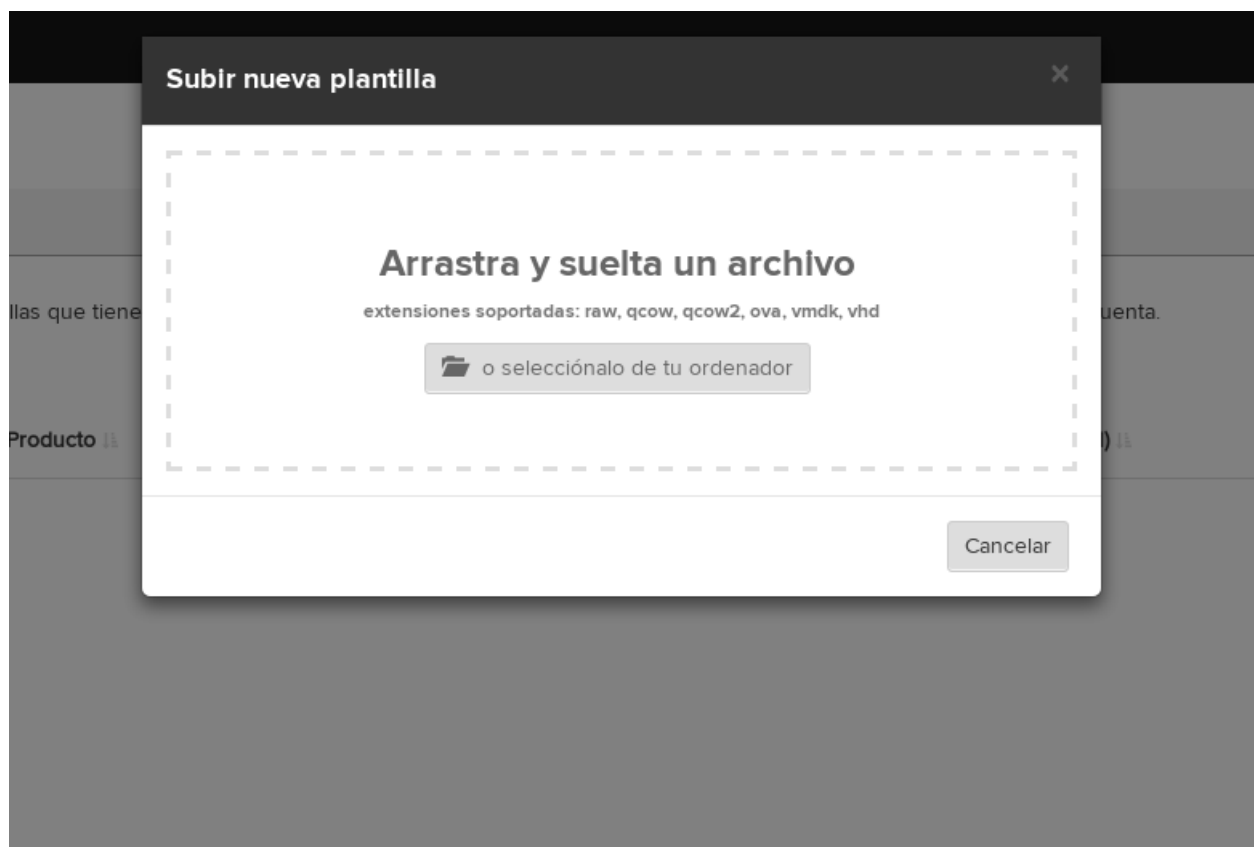 Subir nueva plantilla
Arrastra y suelta un archivo
extensiones soportadas: raw, qcow, qcow2, ova, vmdk, vhd
llas que tiene
uenta.
o selecciónalo de tu ordenador
Producto
)
Cancelar